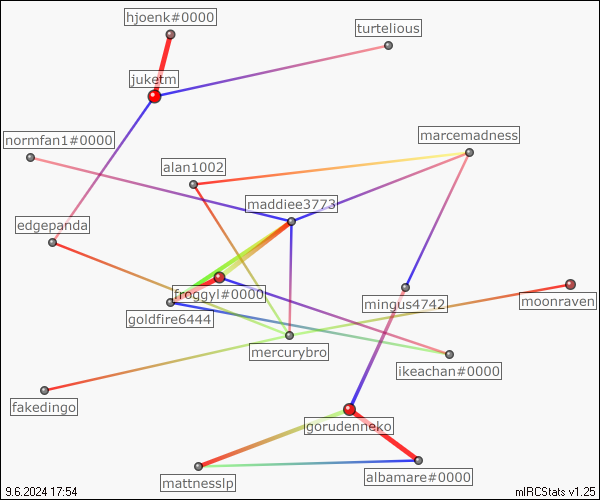 hjoenk#0000
turtelious
juketm
marcemadness
normfan1#0000
alan1002
maddiee3773
edgepanda
froggyl#0000
mingus4742
moonraven
goldfire6444
mercurybro
ikeachan#0000
fakedingo
gorudenneko
albamare#0000
mattnesslp
9.6.2024 17:54
mIRCStats v1.25